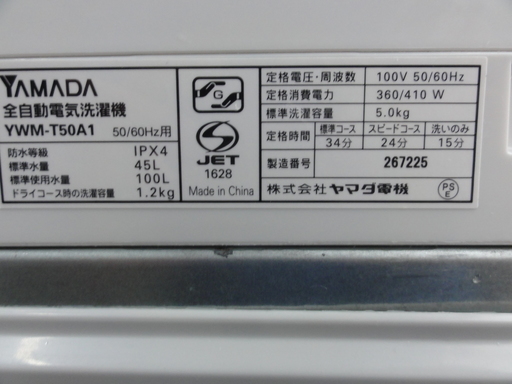 YAMADA
全自動電気洗濯機
YWM-T50A1 50/60Hz用
防水等級 IPX4
標準水量 45L
標準使用水量 100L
ドライコース時の洗濯容量 1.2kg
G
JET
1628
Made in China
定格電圧・周波数 100V 50/60Hz
定格消費電力 360/410 W
標準洗濯容量 5.0kg
定格時間 標準コース スピードコース 洗いのみ
34分 24分 15分
製造番号 267225
株式会社 ヤマダ電機
PS
E